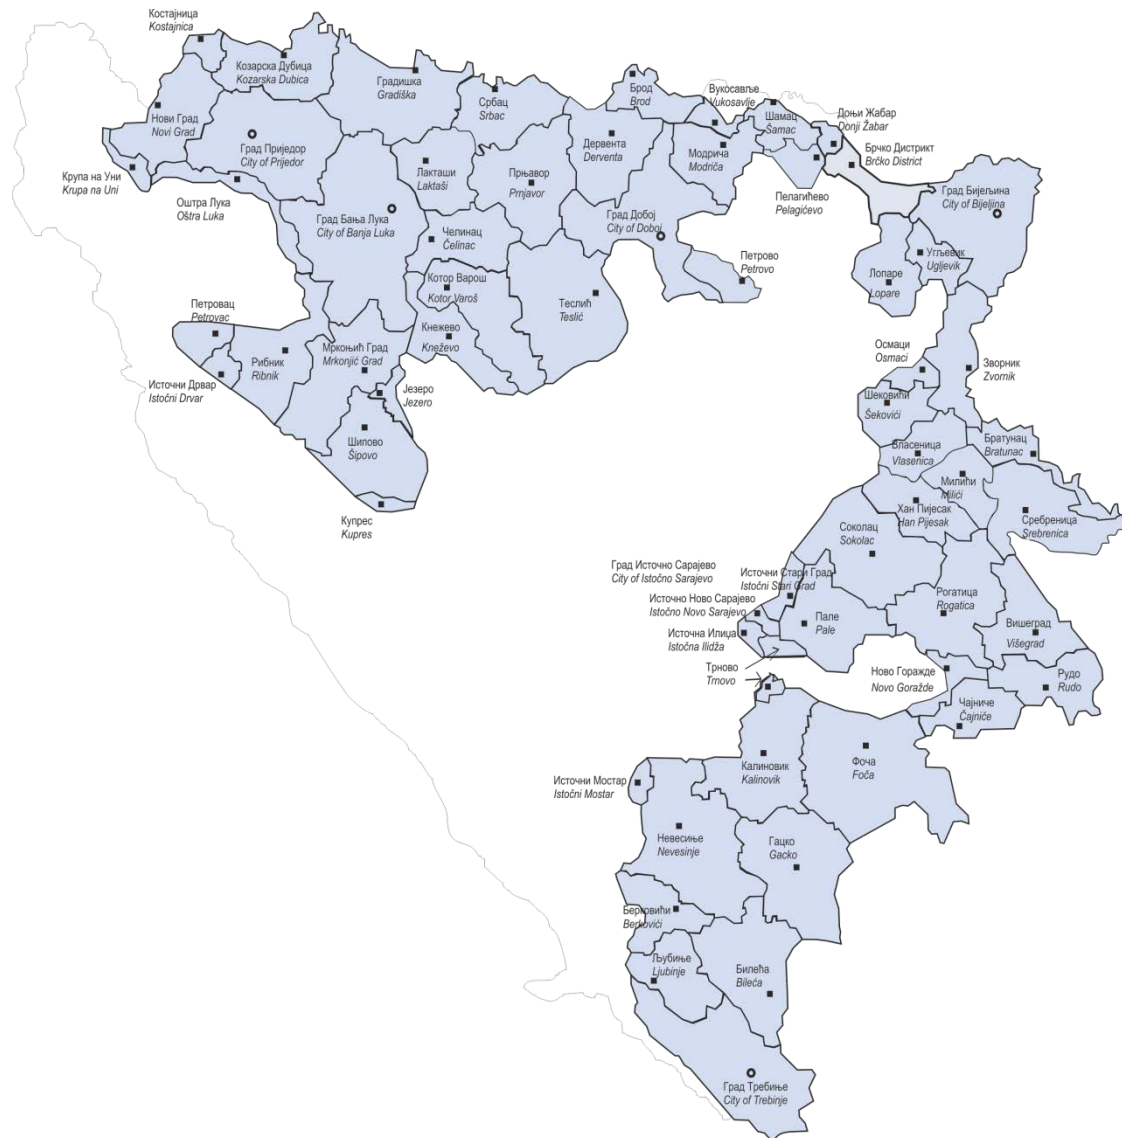 Костајница
Kostajnica
Козарска Дубица
Kozarska Dubica
Градишка
Gradiška
Србац
Srbac
Брод
Brod
Вукосавље
Vukosavlje
Шамац
Šamac
Доњи Жабар
Donji Žabar
Брчко Дистрикт
Brčko District
Нови Град
Novi Grad
Град Приједор
City of Prijedor
Лакташи
Laktaši
Прњавор
Prnjavor
Дервента
Derventa
Модрича
Modriča
Крупа на Уни
Krupa na Uni
Оштра Лука
Oštra Luka
Град Бања Лука
City of Banja Luka
Челинац
Čelinac
Град Добој
City of Doboj
Пелагићево
Pelagićevo
Град Бијељина
City of Bijeljina
Котор Варош
Kotor Varoš
Теслић
Teslić
Петрово
Petrovo
Лопаре
Lopare
Угљевик
Ugljevik
Петровац
Petrovac
Рибник
Ribnik
Мркоњић Град
Mrkonjić Grad
Кнежево
Kneževo
Источни Дрвар
Istočni Drvar
Језеро
Jezero
Шипово
Šipovo
Купрес
Kupres
Осмаци
Osmaci
Зворник
Zvornik
Шековићи
Šekovići
Власеница
Vlasenica
Братунац
Bratunac
Милићи
Milići
Хан Пијесак
Han Pijesak
Сребреница
Srebrenica
Соколац
Sokolac
Град Источно Сарајево
City of Istočno Sarajevo
Источни Стари Град
Istočni Stari Grad
Источно Ново Сарајево
Istočno Novo Sarajevo
Источна Илиџа
Istočna Ilidža
Пале
Pale
Рогатица
Rogatica
Вишеград
Višegrad
Трново
Trnovo
Ново Горажде
Novo Goražde
Рудо
Rudo
Чајниче
Čajniče
Калиновик
Kalinovik
Фоча
Foča
Источни Мостар
Istočni Mostar
Невесиње
Nevesinje
Гацко
Gacko
Берковићи
Berkovići
Љубиње
Ljubinje
Билећа
Bileća
Град Требиње
City of Trebinje